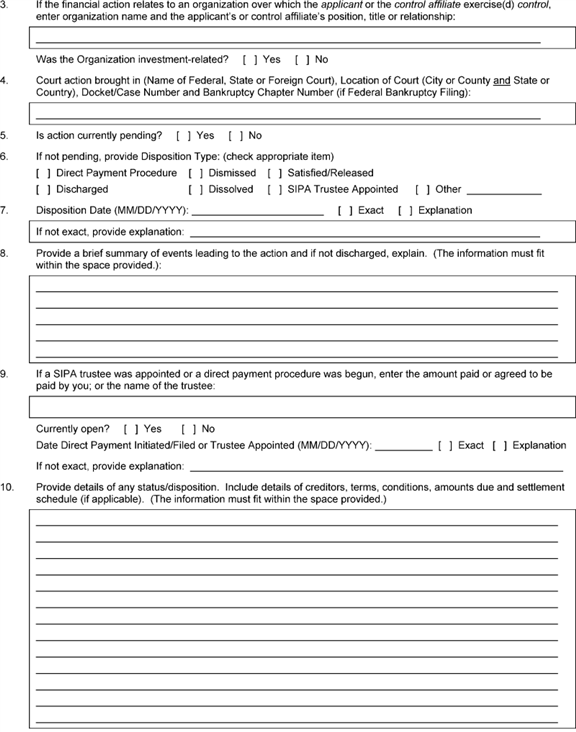 3. If the financial action relates to an organization over which the applicant or the control affiliate exercise(d) control,
enter organization name and the applicant's or control affiliate's position, title or relationship:
Was the Organization investment-related? [ ] Yes [ ] No
4. Court action brought in (Name of Federal, State or Foreign Court), Location of Court (City or County and State or
Country), Docket/Case Number and Bankruptcy Chapter Number (if Federal Bankruptcy Filing):
5. Is action currently pending? [ ] Yes [ ] No
6. If not pending, provide Disposition Type: (check appropriate item)
[ ] Direct Payment Procedure [ ] Dismissed [ ] Satisfied/Released
[ ] Discharged [ ] Dissolved [ ] SIPA Trustee Appointed [ ] Other ____________
7. Disposition Date (MM/DD/YYYY): ____________ [ ] Exact [ ] Explanation
If not exact, provide explanation: ____________
8. Provide a brief summary of events leading to the action and if not discharged, explain. (The information must fit
within the space provided.):
9. If a SIPA trustee was appointed or a direct payment procedure was begun, enter the amount paid or agreed to be
paid by you; or the name of the trustee:
Currently open? [ ] Yes [ ] No
Date Direct Payment Initiated/Filed or Trustee Appointed (MM/DD/YYYY): ________ [ ] Exact [ ] Explanation
If not exact, provide explanation: ____________
10. Provide details of any status/disposition. Include details of creditors, terms, conditions, amounts due and settlement
schedule (if applicable). (The information must fit within the space provided.)